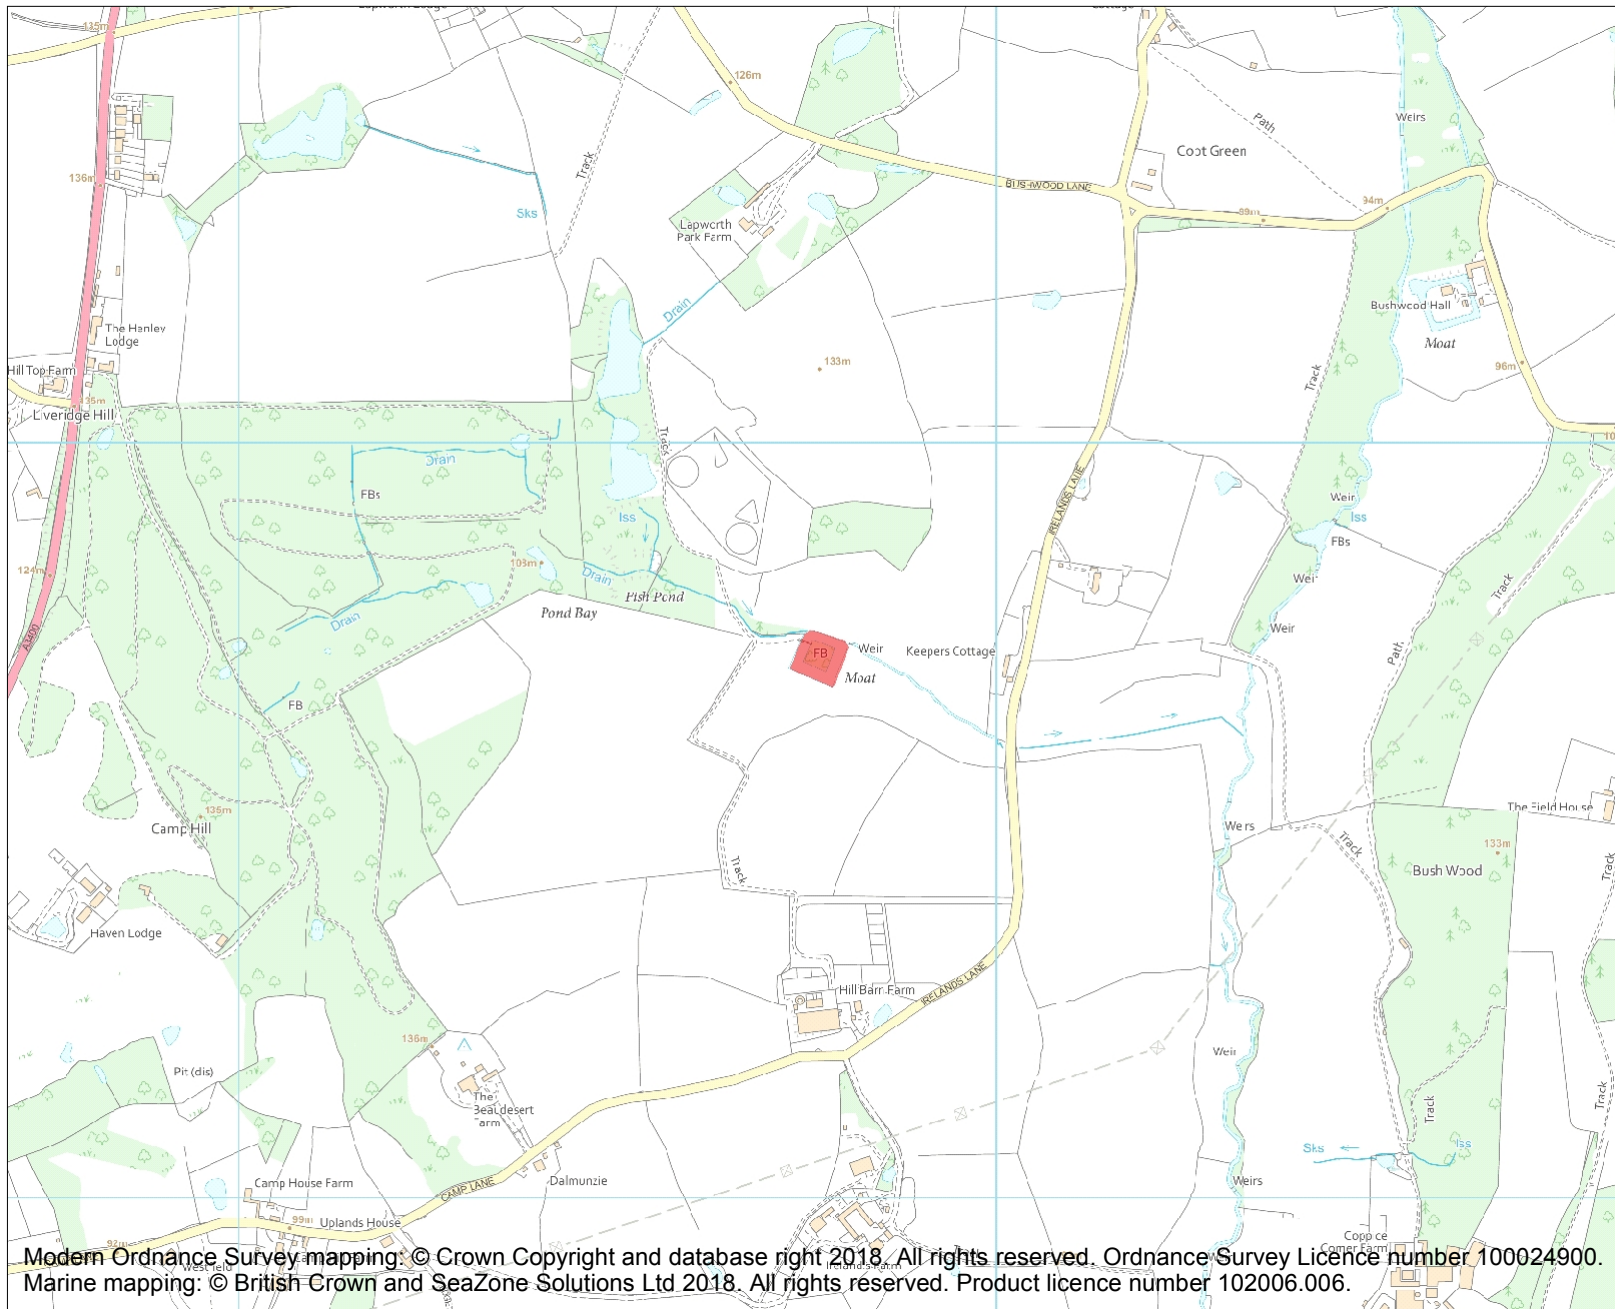 135m
126m
Weirs
Path
Track
Coot Green
136m
BUSHWOOD LANE
94m
Sks
89m
Lapworth
Park Farm
Drain
Bushwood Hall
The Henley
Lodge
Moat
133m
96m
Hill Top Farm
Track
135m
Liveridge Hill
Track
Drain
FBs
IRELANDS LANE
Weir
Iss
Iss
FBs
124m
108m
Drain
Weir
Track
Fish Pond
Pond Bay
Drain
Weir
A3400
FB
Weir
Keepers Cottage
Path
Moat
FB
135m
The Field House
Camp Hill
Weirs
Track
133m
Track
Bush Wood
Track
Haven Lodge
Hill Barr Farm
IRELANDS LANE
136m
Weir
Pit (dis)
The
Beaudesert
Farm
Track
Track
Sks
Iss
Camp House Farm
CAMP LANE
Dalmunzie
Weirs
99m
Uplands House
Coppice
Corner Farm
92m
Modern Ordnance Survey mapping: © Crown Copyright and database right 2018. All rights reserved. Ordnance Survey Licence number 100024900.
Marine mapping: © British Crown and SeaZone Solutions Ltd 2018. All rights reserved. Product licence number 102006.006.